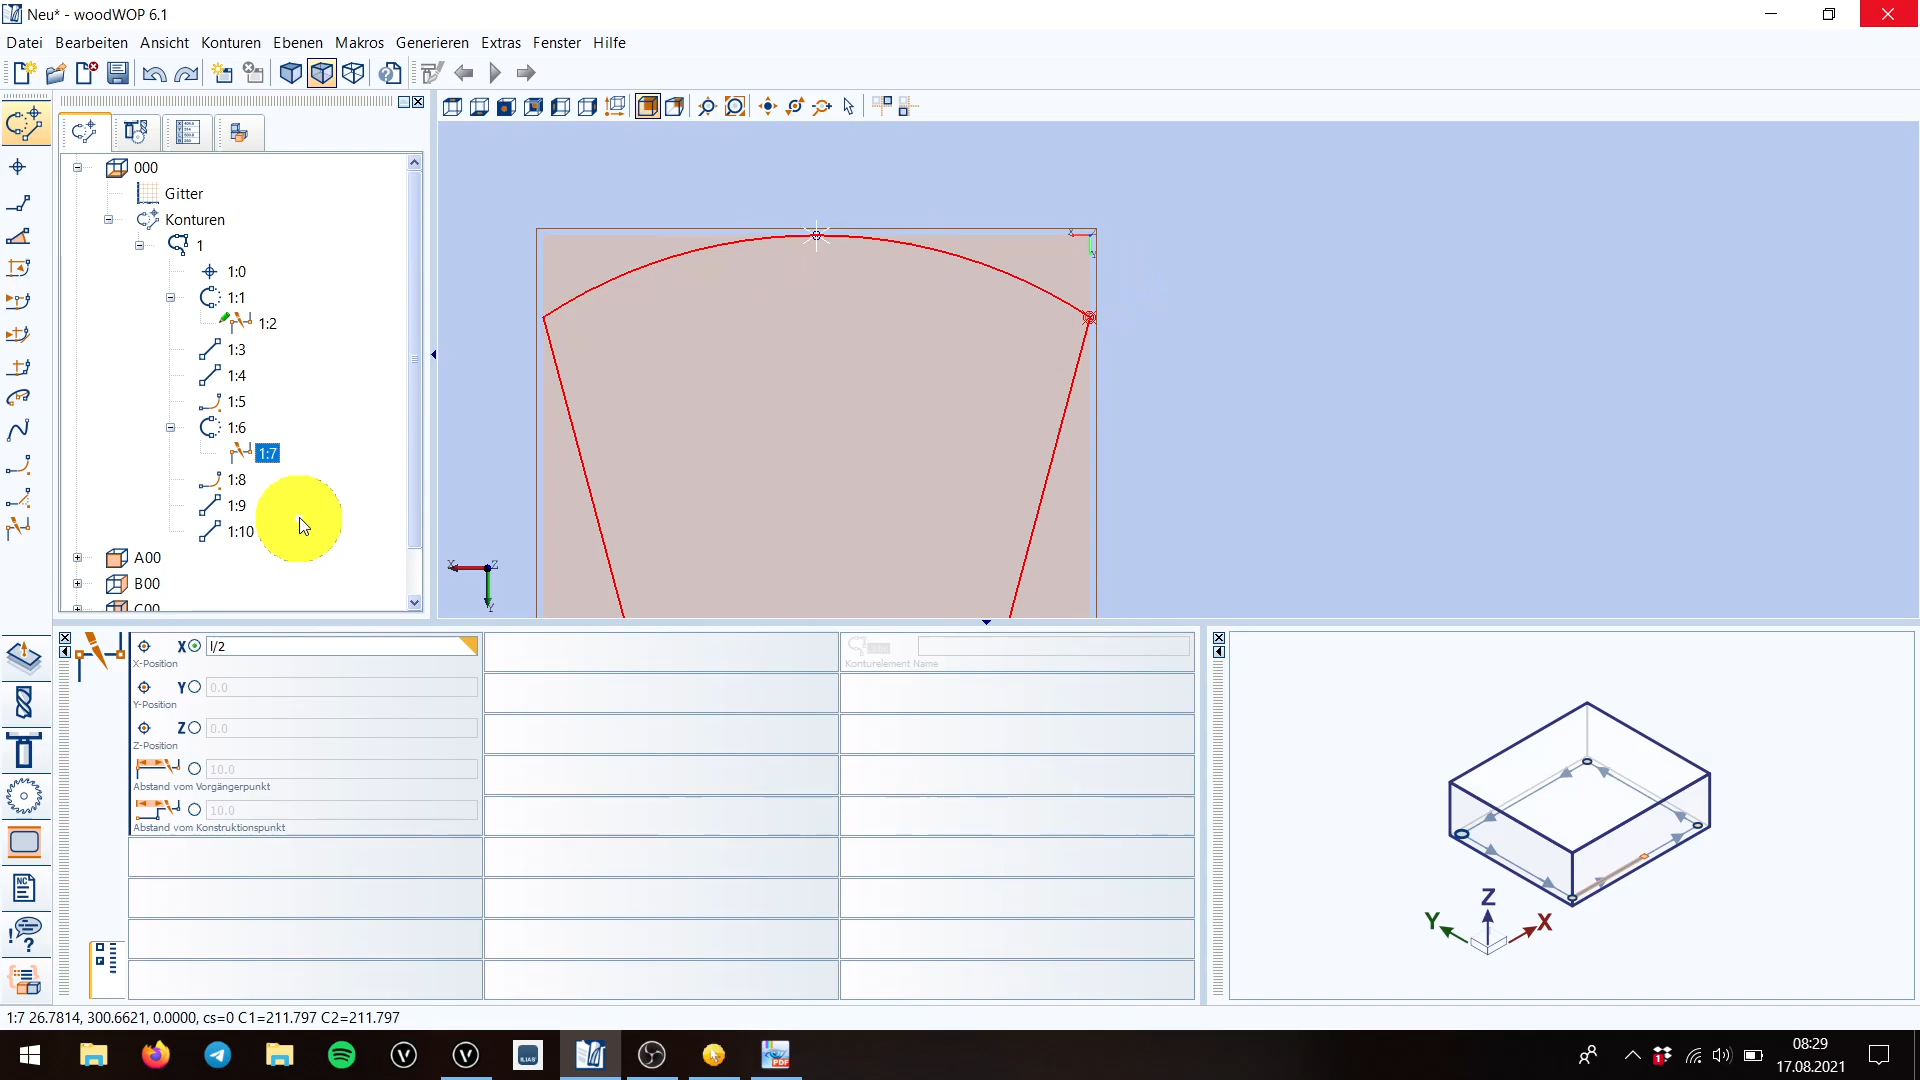 Neu* - woodWOP 6.1
Datei Bearbeiten Ansicht Konturen Ebenen Makros Generieren Extras Fenster Hilfe
000
Gitter
Konturen
1
1:0
1:1
1:2
1:3
1:4
1:5
1:6
1:7
1:8
1:9
1:10
A00
B00
C00
X Z
Y
X l/2
X-Position
Y 0.0
Y-Position
Z 0.0
Z-Position
10.0
Abstand vom Vorgängerpunkt
10.0
Abstand vom Konstruktionspunkt
Konturelement Name
Z
Y X
1:7 26.7814, 300.6621, 0.0000, cs=0 C1=211.797 C2=211.797
08:29
17.08.2021